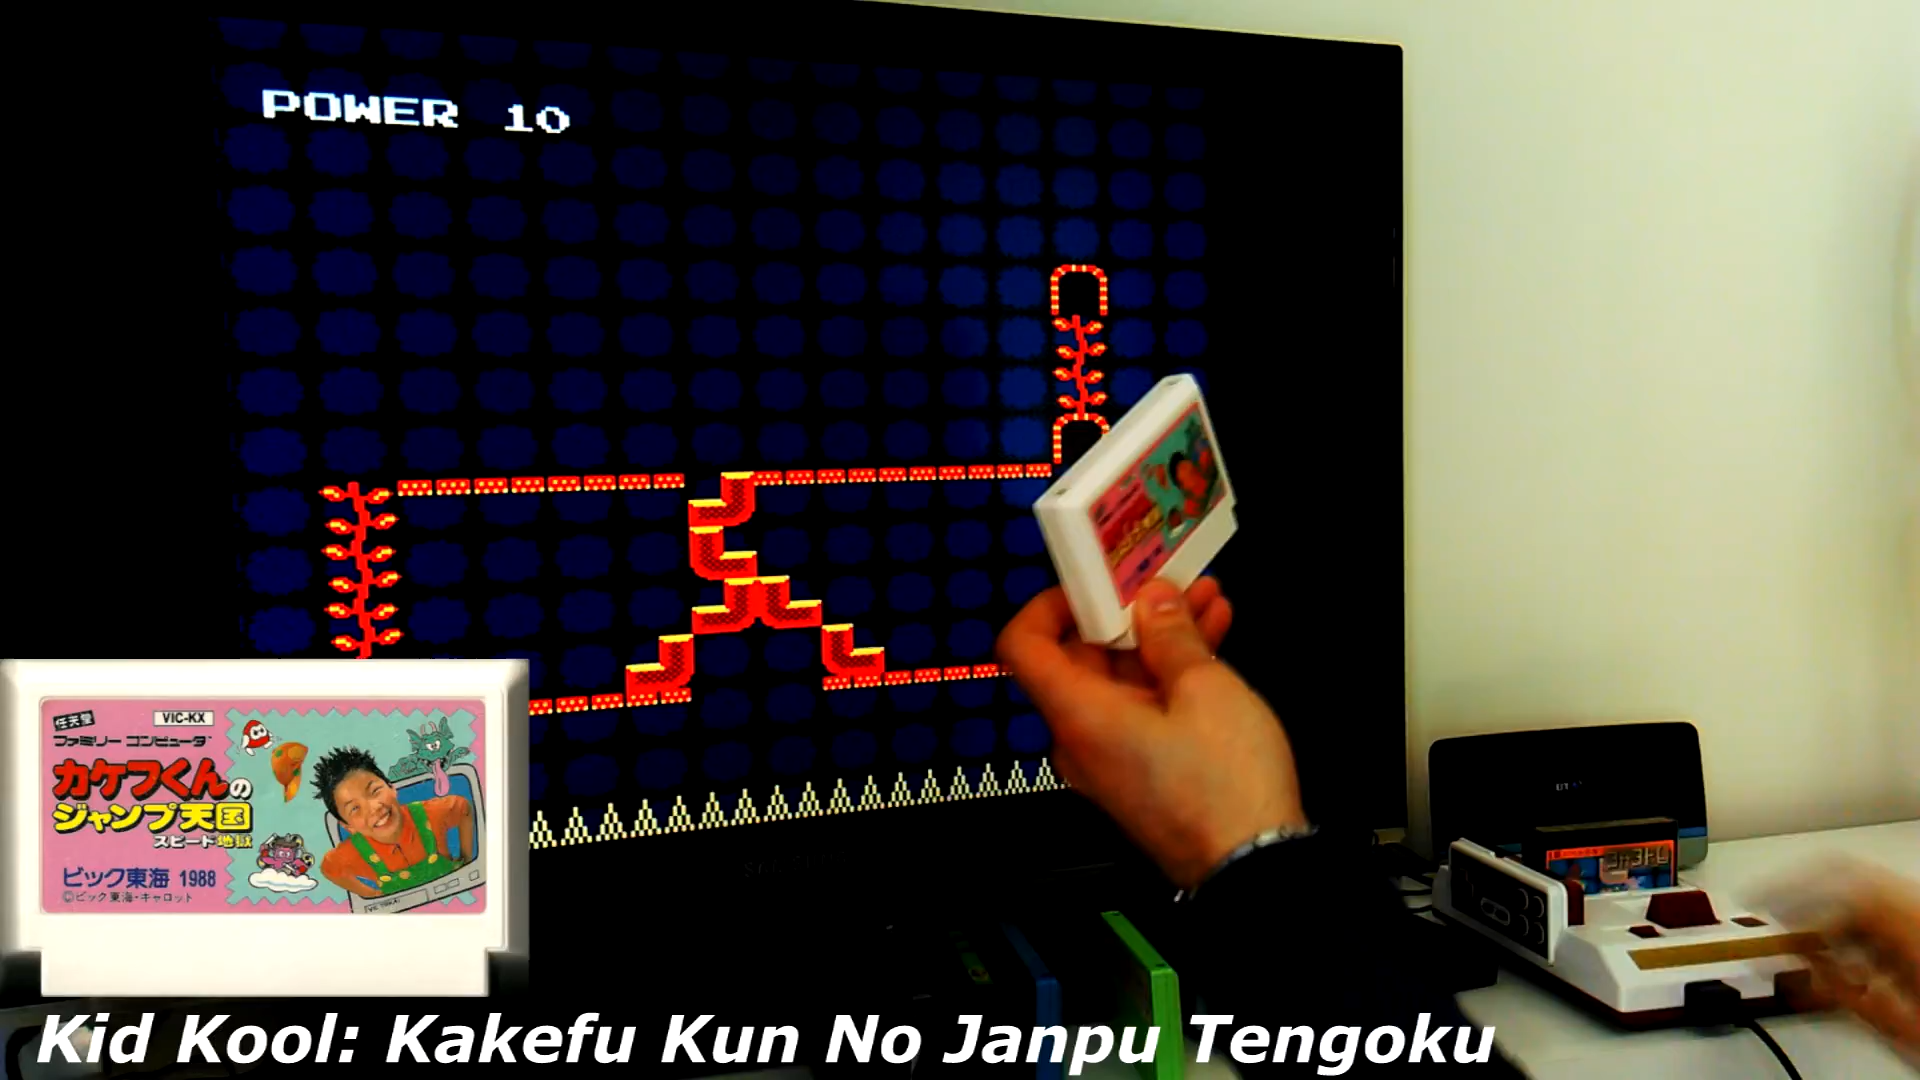 POWER 10
任天堂
VIC-KX
ファミリーコンピュータ
カケフくんの
ジャンプ天国
スピード地獄
ビック東海 1988
©ビック東海・キャロット
Kid Kool: Kakefu Kun No Janpu Tengoku